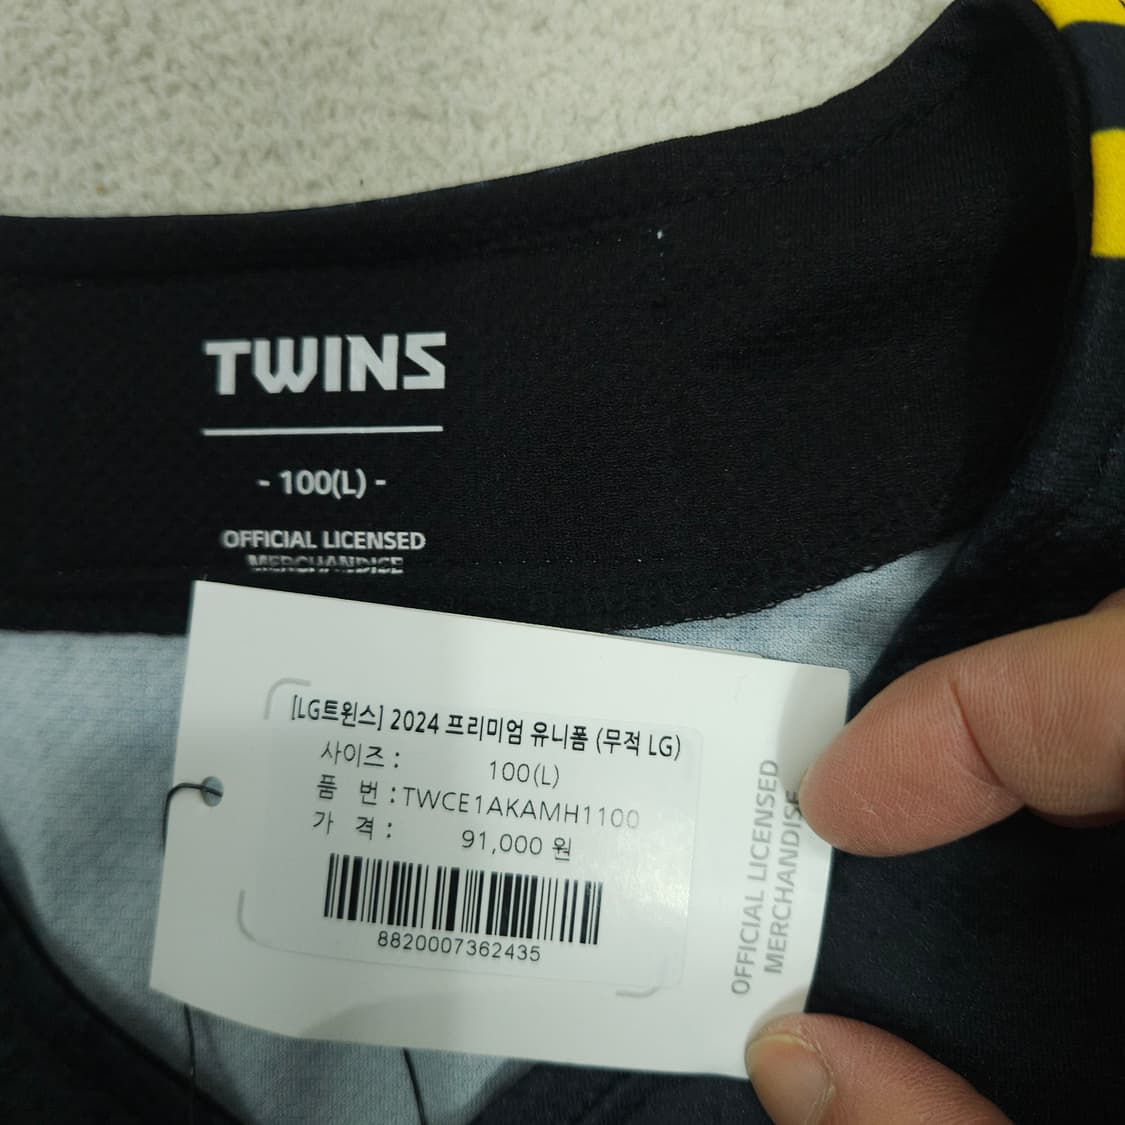 TWINS
- 100(L) -
OFFICIAL LICENSED
MERCHANDISE
[LG트윈스] 2024 프리미엄 유니폼 (무적 LG)
사이즈 : 100(L)
품 번 : TWCE1AKAMH1100
가 격 : 91,000 원
8820007362435
OFFICIAL LICENSED
MERCHANDISE